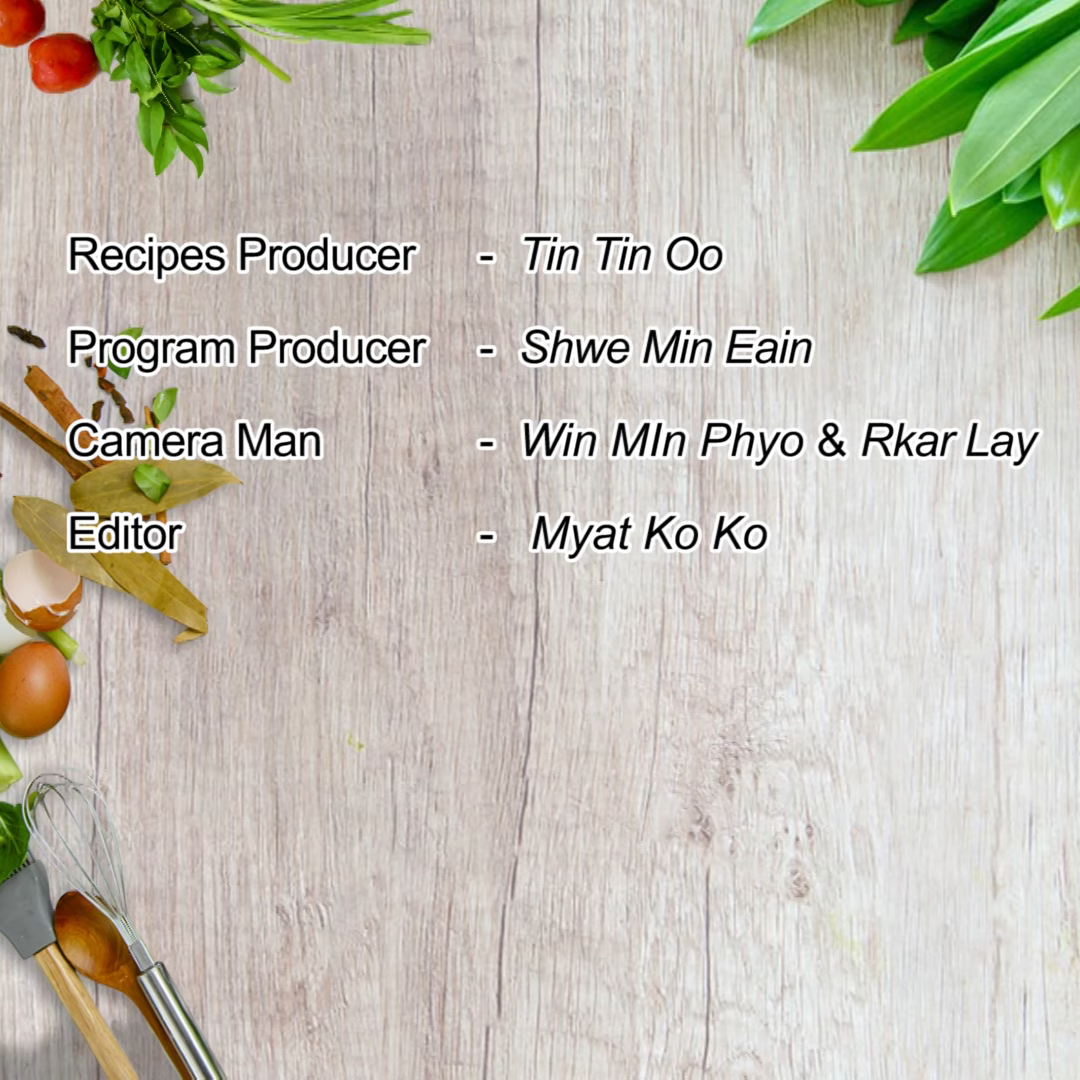 Recipes Producer - Tin Tin Oo
Program Producer - Shwe Min Eain
Camera Man - Win MIn Phyo & Rkar Lay
Editor - Myat Ko Ko